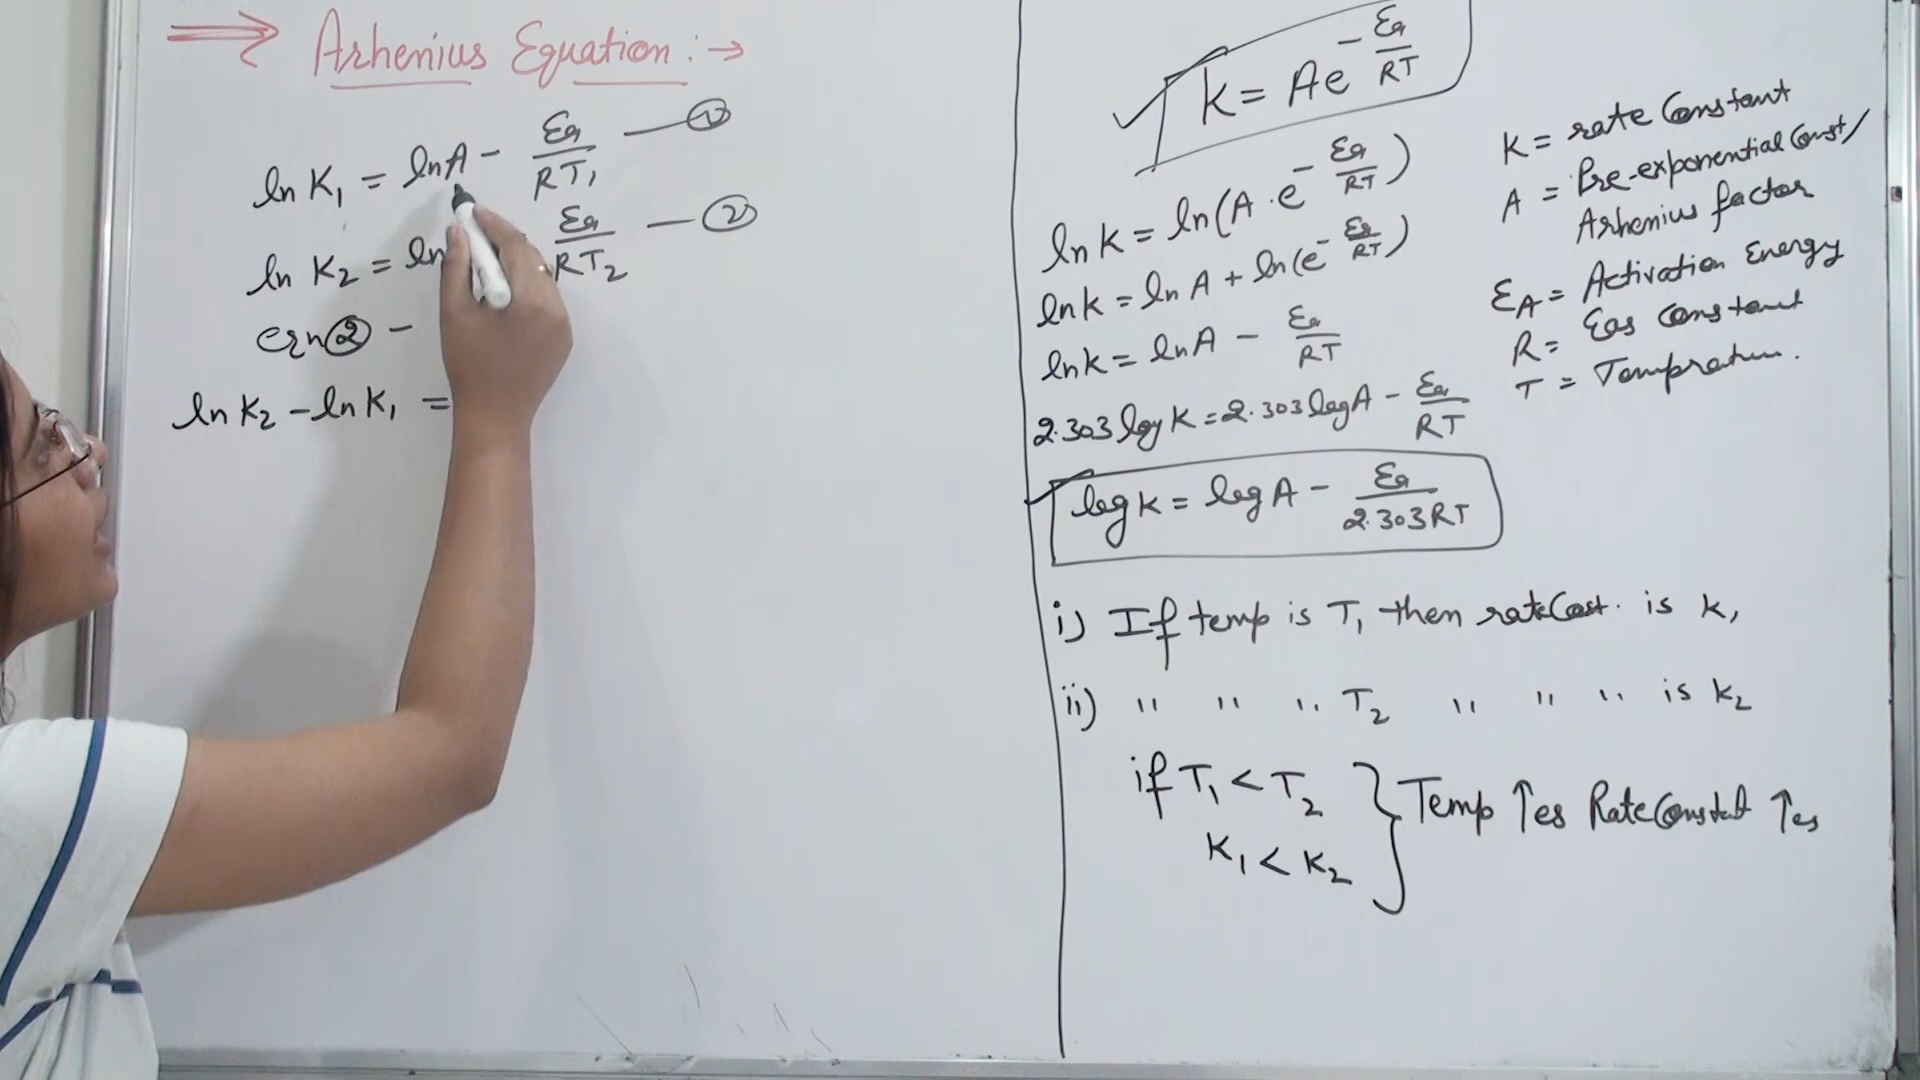 ⇒ Arhenius Equation :→
ln K₁ = lnA - Ea/RT₁ — ①
ln K₂ = ln Ea/RT₂ — ②
eqn ② -
ln K₂ - ln K₁ =
✓ K = Ae^(-Ea/RT)
ln K = ln(A·e^(-Ea/RT))
ln K = ln A + ln(e^(-Ea/RT))
ln K = ln A - Ea/RT
2.303 log K = 2.303 log A - Ea/RT
log K = log A - Ea/2.303RT
K = rate Constant
A = Pre-exponential Const/
Arhenius factor
EA = Activation Energy
R = Gas Constant
T =
i) If temp is T₁ then rate Cost. is K₁
ii) " " " T₂ " " " is K₂
if T₁ < T₂
K₁ < K₂
} Temp ↑es Rate Constat ↑es